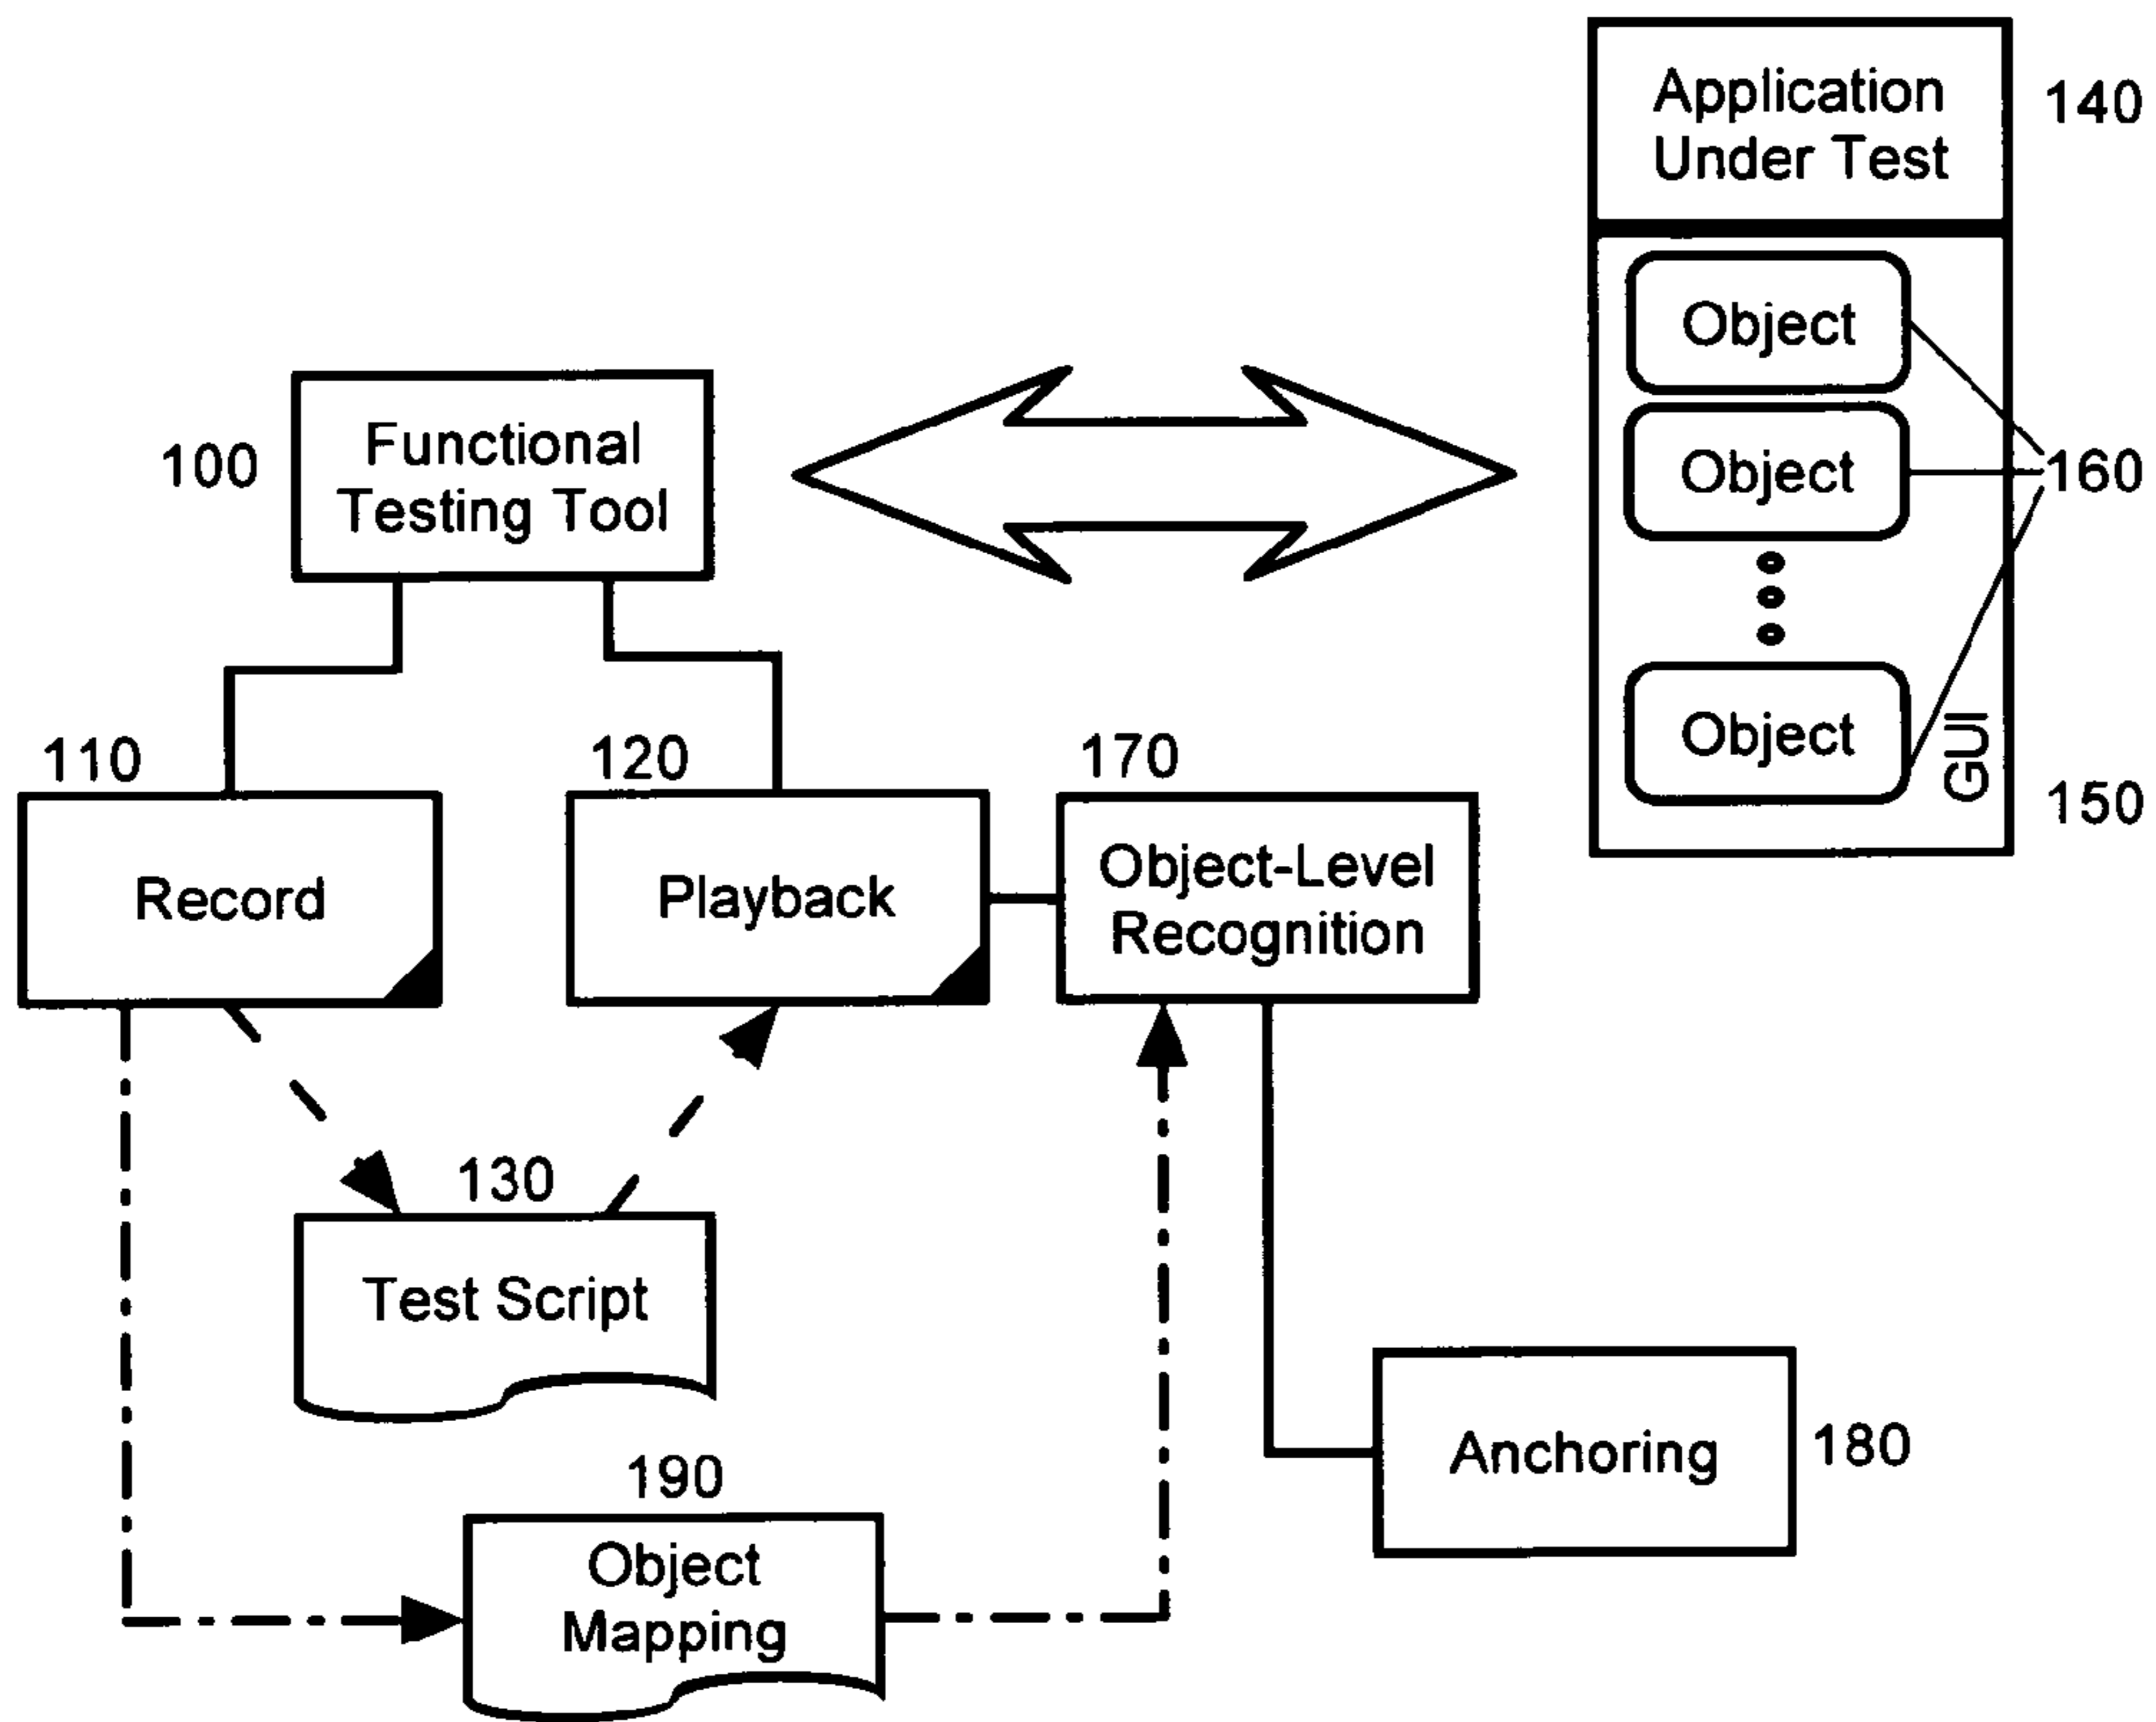 Application
Under Test
140
Object
Object
160
Object
GUI
150
100
Functional
Testing Tool
110
120
170
Record
Playback
Object-Level
Recognition
130
Test Script
190
Object
Mapping
Anchoring
180